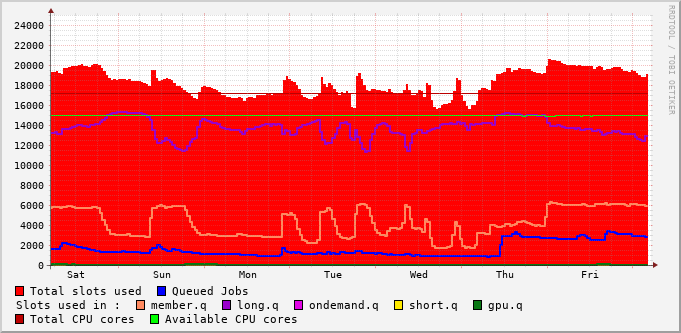 24000
22000
20000
18000
16000
14000
12000
10000
8000
6000
4000
2000
0
Sat Sun Mon Tue Wed Thu Fri
RRDTOOL / TOBI OETIKER
Total slots used Queued Jobs
Slots used in : member.q long.q ondemand.q short.q gpu.q
Total CPU cores Available CPU cores